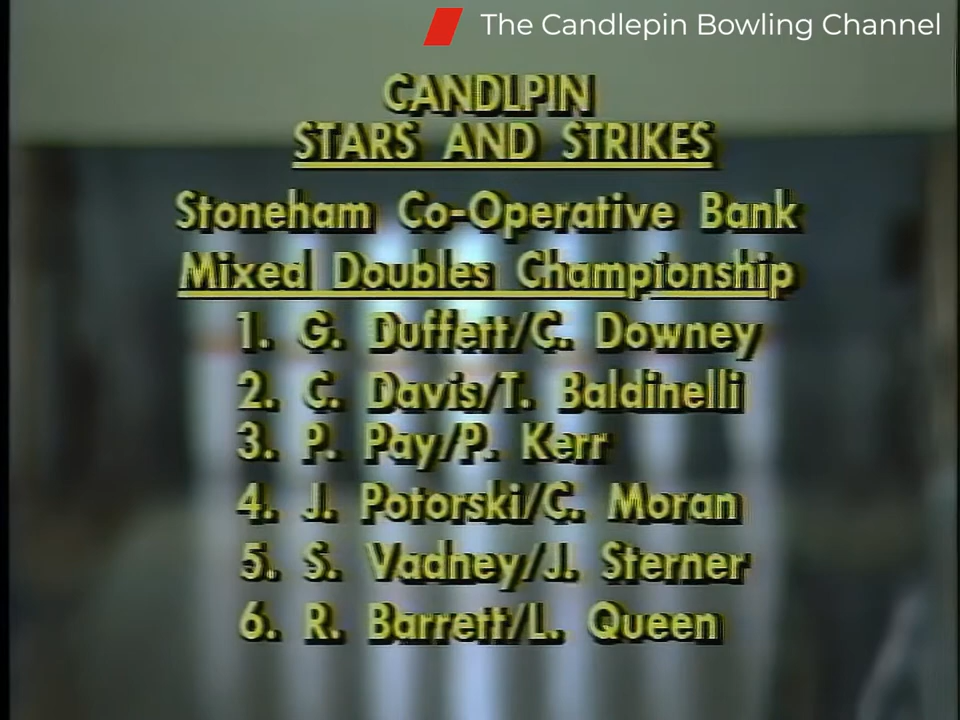 The Candlepin Bowling Channel
CANDLPIN
STARS AND STRIKES
Stoneham Co-Operative Bank
Mixed Doubles Championship
1. G. Duffett/C. Downey
2. C. Davis/T. Baldinelli
3. P. Pay/P. Kerr
4. J. Potorski/C. Moran
5. S. Vadney/J. Sterner
6. R. Barrett/L. Queen